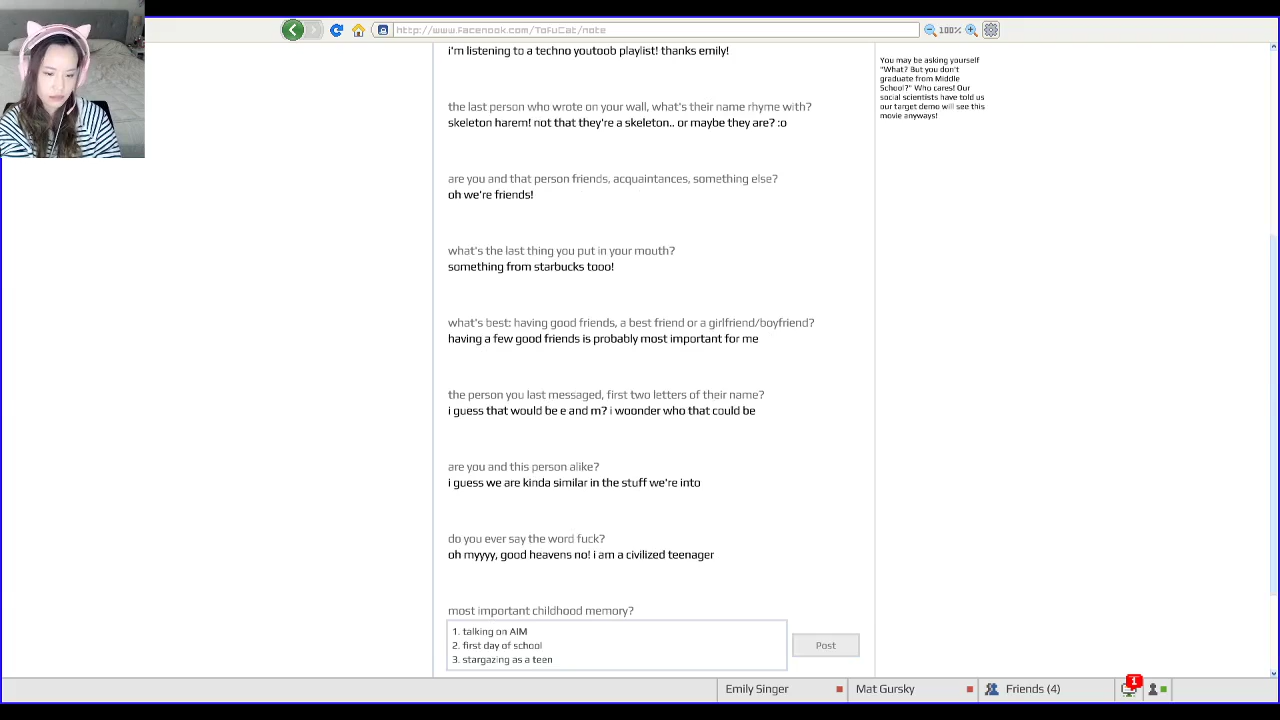 http://www.Facenook.com/ToFuCat/note
100%
i'm listening to a techno youtoob playlist! thanks emily!
You may be asking yourself
"What? But you don't
graduate from Middle
School?" Who cares! Our
social scientists have told us
our target demo will see this
movie anyways!
the last person who wrote on your wall, what's their name rhyme with?
skeleton harem! not that they're a skeleton.. or maybe they are? :o
are you and that person friends, acquaintances, something else?
oh we're friends!
what's the last thing you put in your mouth?
something from starbucks tooo!
what's best: having good friends, a best friend or a girlfriend/boyfriend?
having a few good friends is probably most important for me
the person you last messaged, first two letters of their name?
i guess that would be e and m? i woonder who that could be
are you and this person alike?
i guess we are kinda similar in the stuff we're into
do you ever say the word fuck?
oh myyyy, good heavens no! i am a civilized teenager
most important childhood memory?
1. talking on AIM
2. first day of school
3. stargazing as a teen
Post
Emily Singer
Mat Gursky
Friends (4)
1